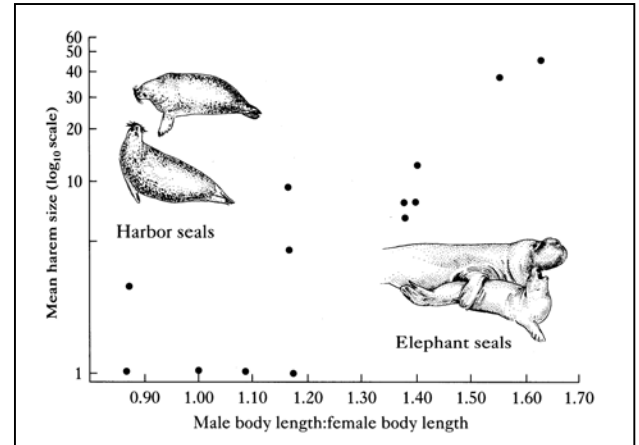 Mean harem size (log₁₀ scale)
60
50
40
30
20
10
1
Harbor seals
Elephant seals
0.90 1.00 1.10 1.20 1.30 1.40 1.50 1.60 1.70
Male body length:female body length